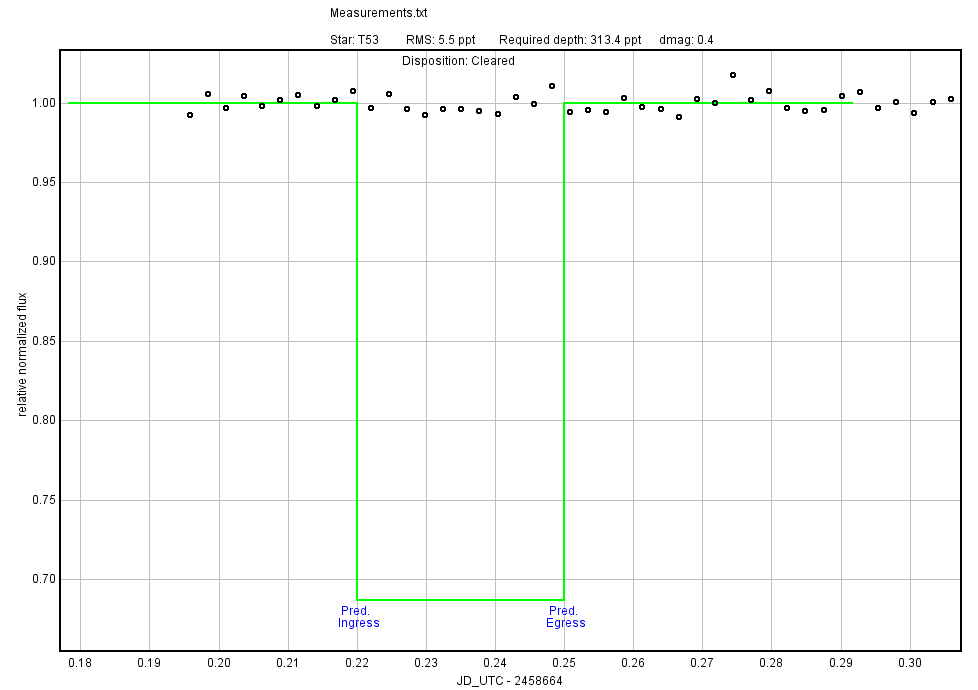 Measurements.txt
Star: T53 RMS: 5.5 ppt Required depth: 313.4 ppt dmag: 0.4
Disposition: Cleared
relative normalized flux
1.00
0.95
0.90
0.85
0.80
0.75
0.70
Pred. Ingress
Pred. Egress
0.18 0.19 0.20 0.21 0.22 0.23 0.24 0.25 0.26 0.27 0.28 0.29 0.30
JD_UTC - 2458664